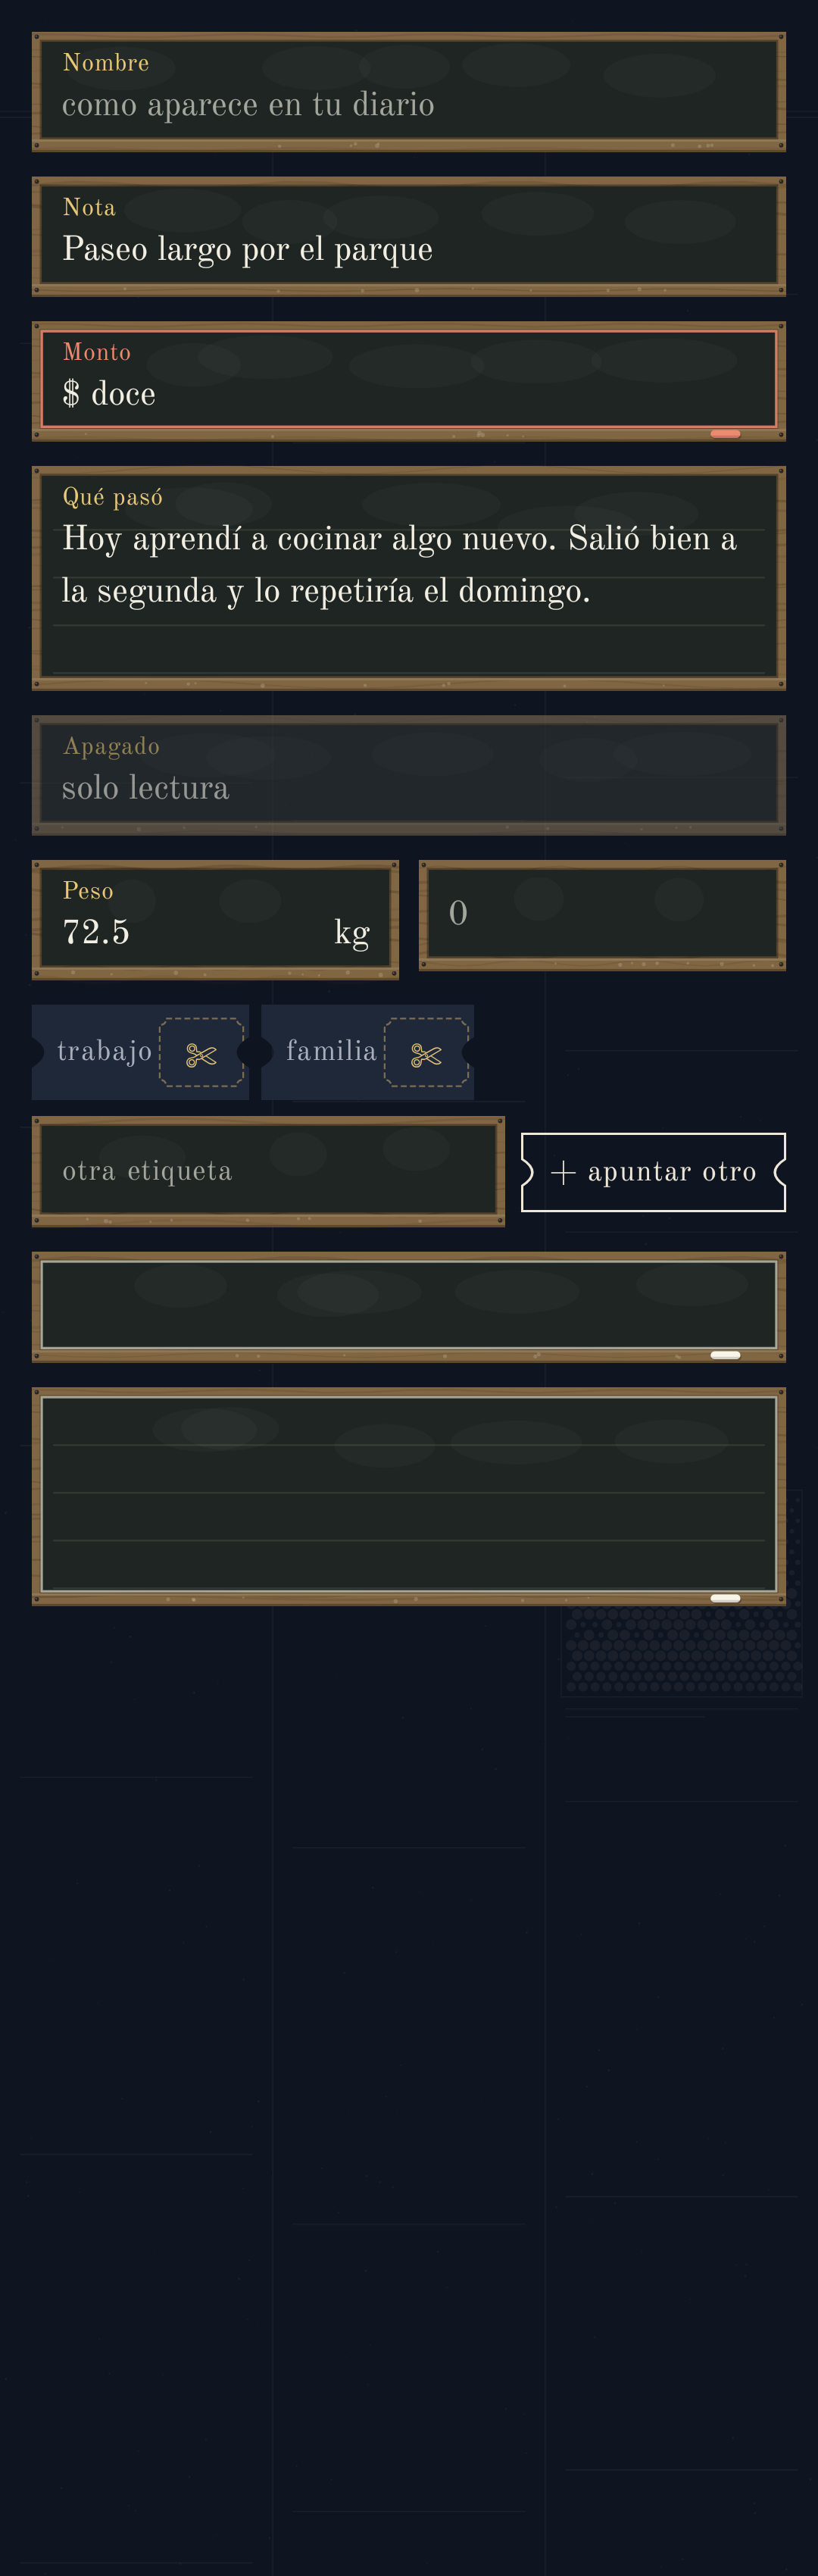 Nombre
como aparece en tu diario
Nota
Paseo largo por el parque
Monto
$ doce
Qué pasó
Hoy aprendí a cocinar algo nuevo. Salió bien a
la segunda y lo repetiría el domingo.
Apagado
solo lectura
Peso
72.5 kg
0
trabajo
familia
otra etiqueta
+ apuntar otro